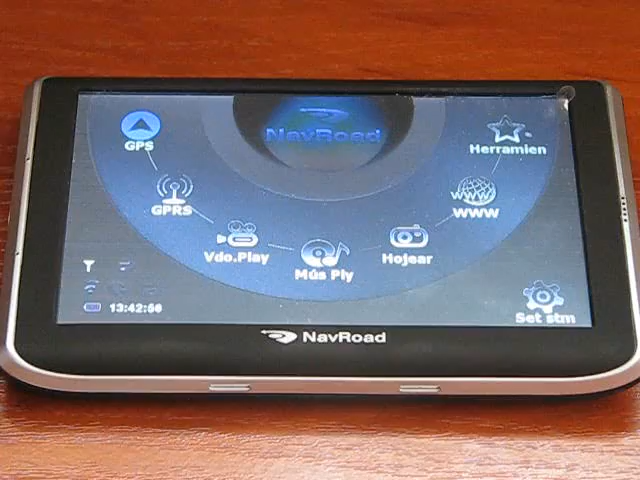 NavRoad
GPS
Herramien
GPRS
WWW
Vdo.Play
Hojear
Mús Ply
13:42:56
Set stm
NavRoad